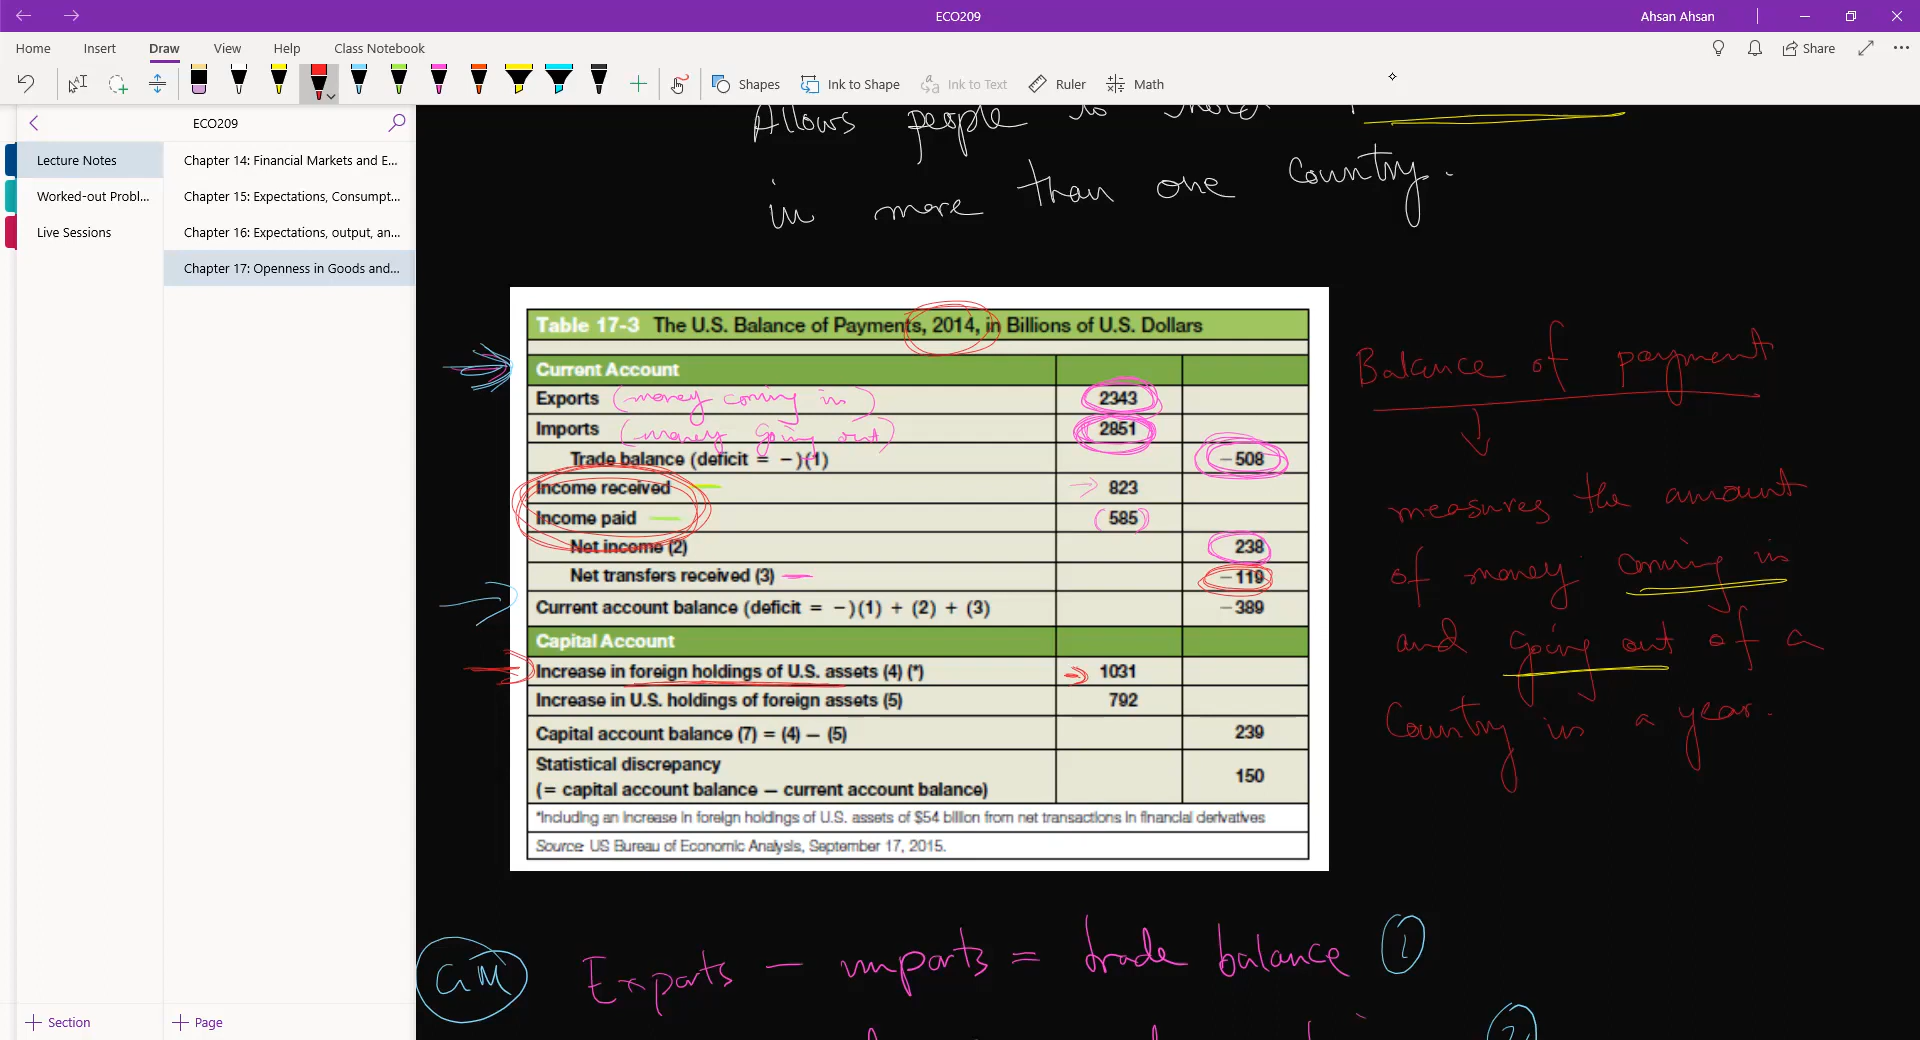 ECO209
Ahsan Ahsan
Home Insert Draw View Help Class Notebook
Share
Shapes Ink to Shape Ink to Text Ruler Math
ECO209
Lecture Notes
Worked-out Probl...
Live Sessions
Chapter 14: Financial Markets and E...
Chapter 15: Expectations, Consumpt...
Chapter 16: Expectations, output, an...
Chapter 17: Openness in Goods and...
Allows people to
in more than one Country.
Table 17-3 The U.S. Balance of Payments, 2014, in Billions of U.S. Dollars
Current Account
Exports (money coming in) 2343
Imports (money going out) 2851
Trade balance (deficit = −)(1) −508
Income received 823
Income paid (585)
Net income (2) 238
Net transfers received (3) −119
Current account balance (deficit = −)(1) + (2) + (3) −389
Capital Account
Increase in foreign holdings of U.S. assets (4) (*) 1031
Increase in U.S. holdings of foreign assets (5) 792
Capital account balance (7) = (4) − (5) 239
Statistical discrepancy
(= capital account balance − current account balance) 150
*Including an increase in foreign holdings of U.S. assets of $54 billion from net transactions in financial derivatives
Source: US Bureau of Economic Analysis, September 17, 2015.
Balance of payment
measures the amount
of money coming in
and going out of a
Country in a year.
GM Exports − imports = trade balance 1
2
+ Section
+ Page